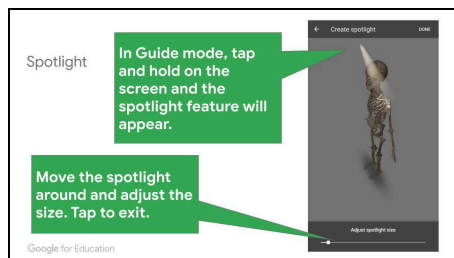 Spotlight
In Guide mode, tap
and hold on the
screen and the
spotlight feature will
appear.
Move the spotlight
around and adjust the
size. Tap to exit.
Google for Education
← Create spotlight DONE
Adjust spotlight size